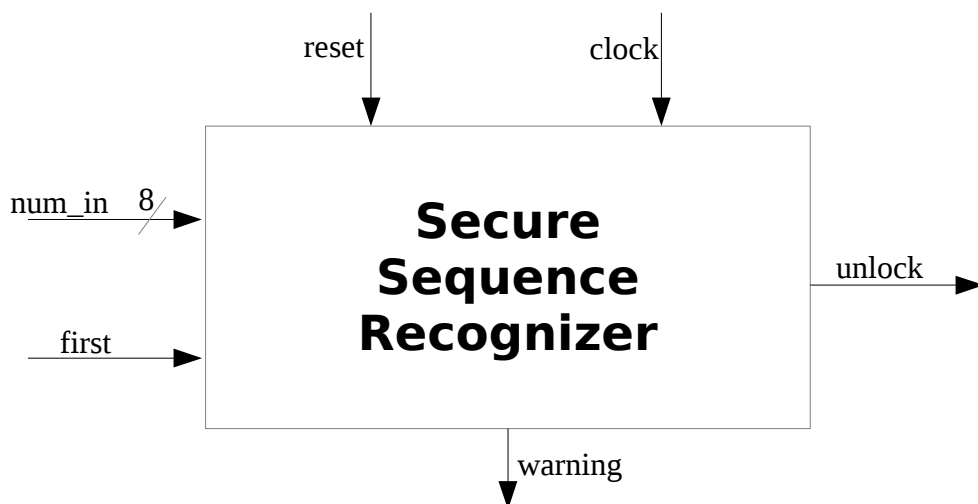 reset
clock
num_in
8
Secure
Sequence
Recognizer
unlock
first
warning